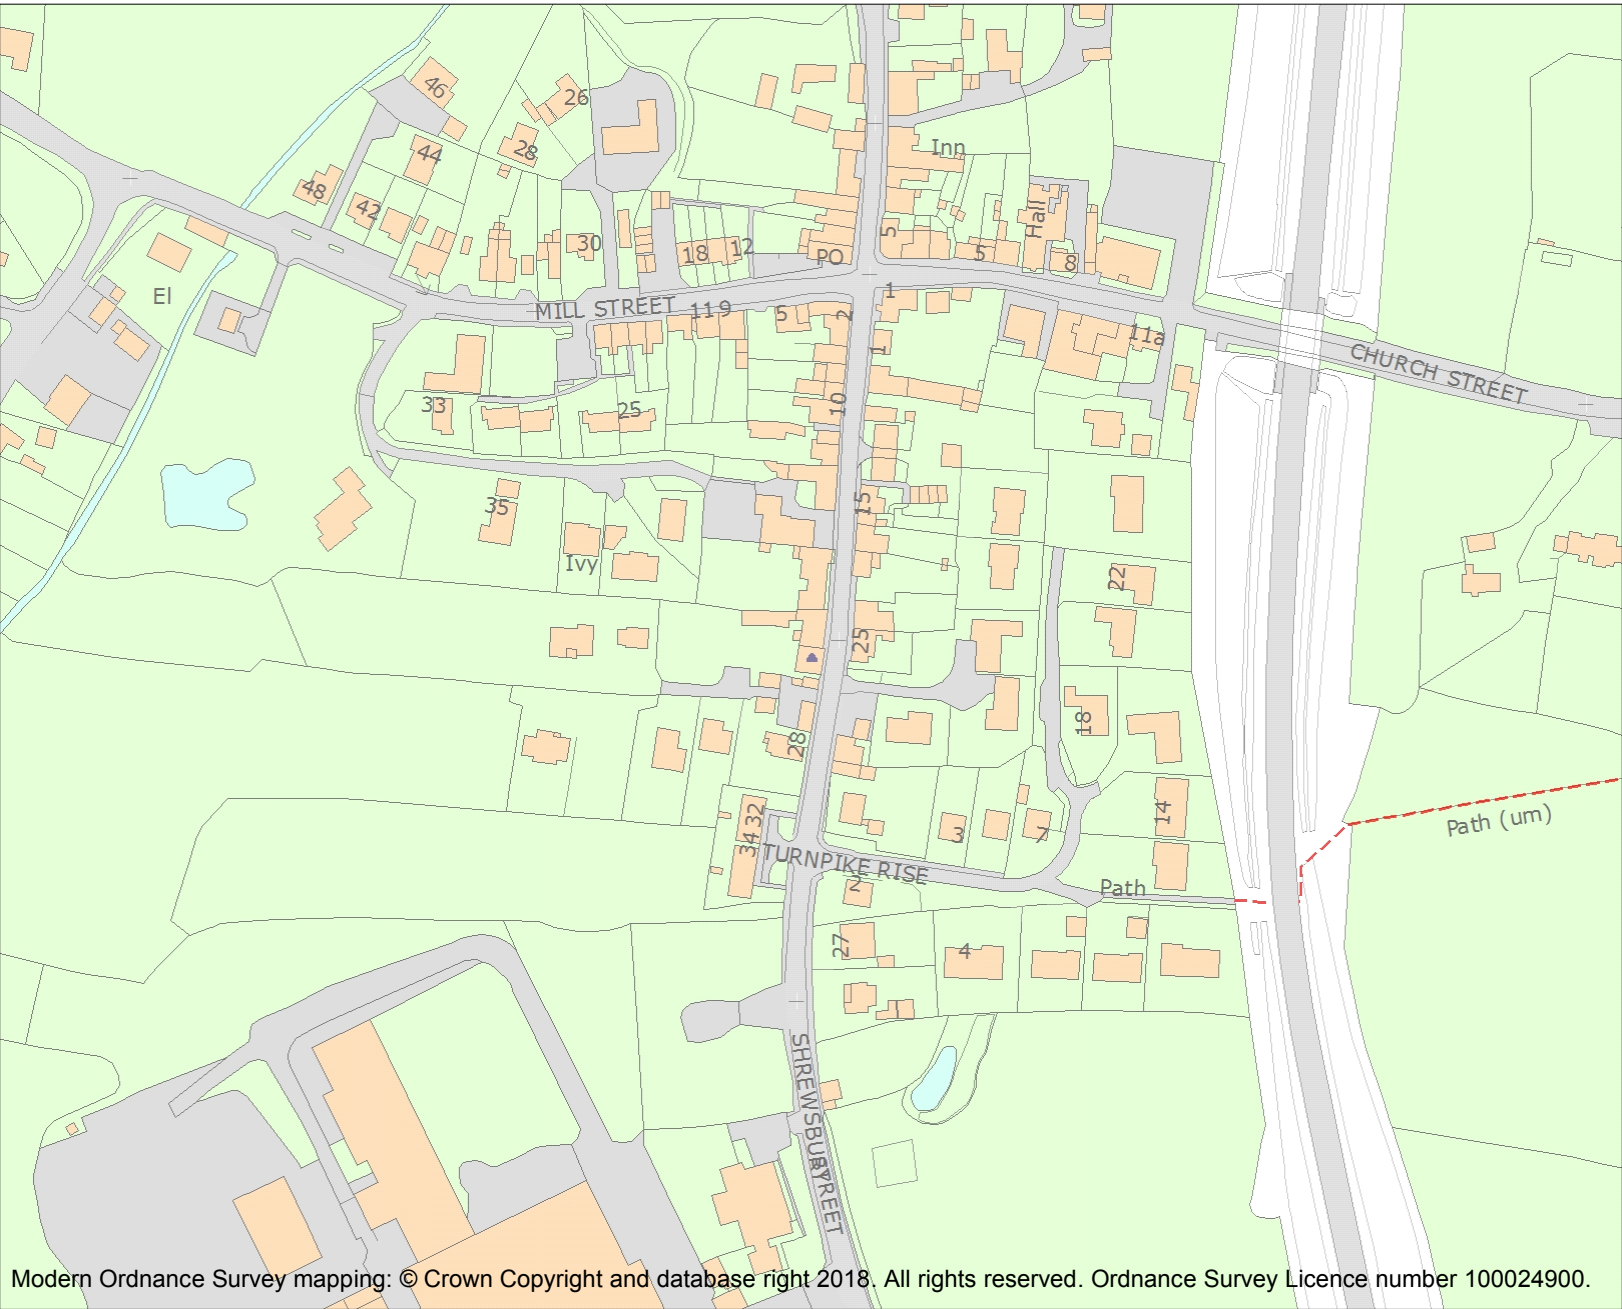 46
26
28
44
48
42
Inn
Hall
5
30
18
12
PO
5
8
El
MILL STREET
11 9
5
2
1
1
11a
CHURCH STREET
33
25
10
35
15
Ivy
22
25
18
28
32
34
3
7
14
Path (um)
TURNPIKE RISE
2
Path
27
4
SHREWSBURY STREET
Modern Ordnance Survey mapping: © Crown Copyright and database right 2018. All rights reserved. Ordnance Survey Licence number 100024900.